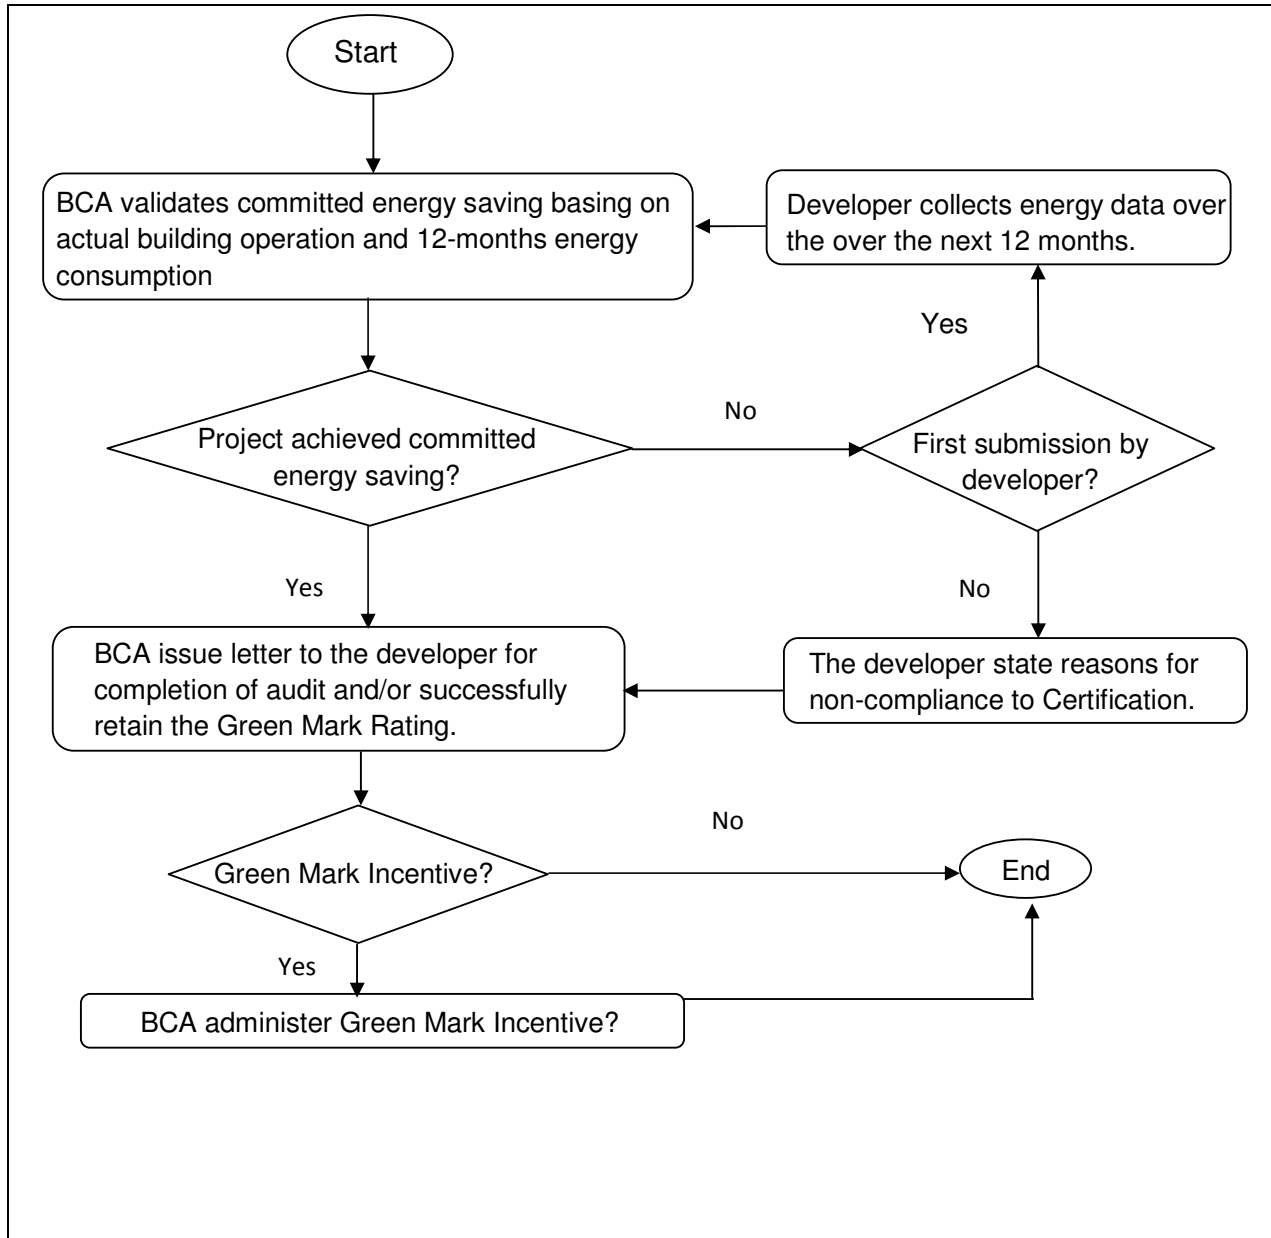 Start
BCA validates committed energy saving basing on
actual building operation and 12-months energy
consumption
Developer collects energy data over
the over the next 12 months.
Yes
Project achieved committed
energy saving?
No
First submission by
developer?
Yes
No
BCA issue letter to the developer for
completion of audit and/or successfully
retain the Green Mark Rating.
The developer state reasons for
non-compliance to Certification.
Green Mark Incentive?
No
End
Yes
BCA administer Green Mark Incentive?